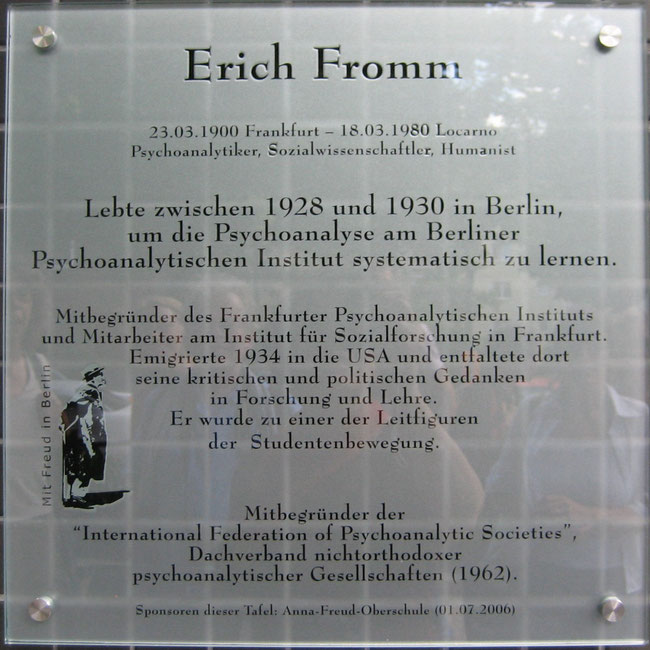 Erich Fromm
23.03.1900 Frankfurt – 18.03.1980 Locarno
Psychoanalytiker, Sozialwissenschaftler, Humanist
Lebte zwischen 1928 und 1930 in Berlin,
um die Psychoanalyse am Berliner
Psychoanalytischen Institut systematisch zu lernen.
Mitbegründer des Frankfurter Psychoanalytischen Instituts
und Mitarbeiter am Institut für Sozialforschung in Frankfurt.
Emigrierte 1934 in die USA und entfaltete dort
seine kritischen und politischen Gedanken
in Forschung und Lehre.
Er wurde zu einer der Leitfiguren
der Studentenbewegung.
Mit Freud in Berlin
Mitbegründer der
“International Federation of Psychoanalytic Societies”,
Dachverband nichtorthodoxer
psychoanalytischer Gesellschaften (1962).
Sponsoren dieser Tafel: Anna-Freud-Oberschule (01.07.2006)